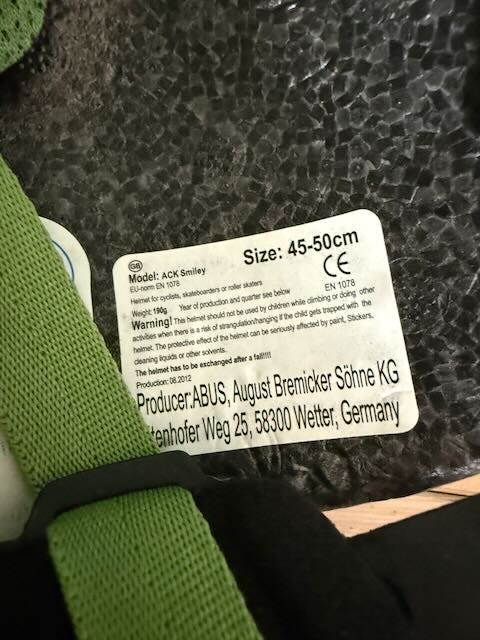 GB
Model: ACK Smiley
EU-norm EN 1078
Size: 45-50cm
CE
EN 1078
Helmet for cyclists, skateboarders or roller skaters
Weight: 190g Year of production and quarter see below
Warning! This helmet should not be used by children while climbing or doing other
activities when there is a risk of strangulation/hanging if the child gets trapped with the
helmet. The protective effect of the helmet can be seriously affected by paint, Stickers,
cleaning liquids or other solvents.
The helmet has to be exchanged after a fall!!!!
Production:08.2012
Producer:ABUS, August Bremicker Söhne KG
tenhofer Weg 25, 58300 Wetter, Germany